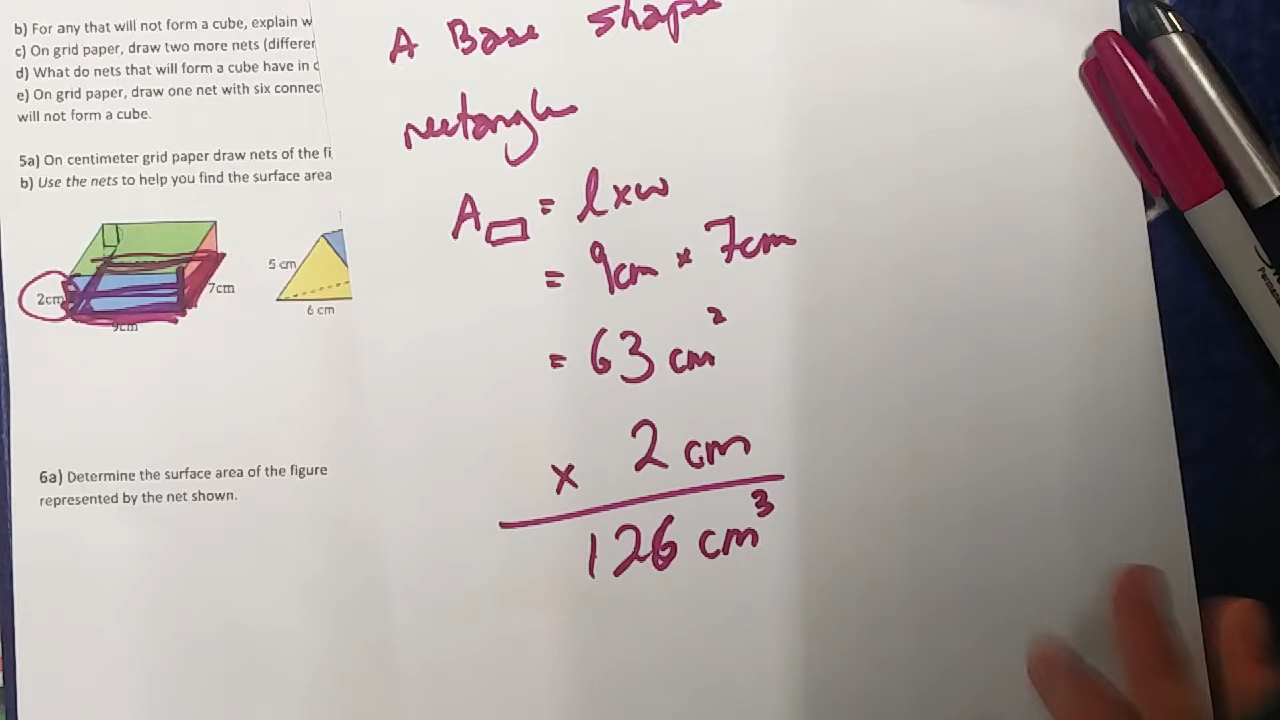 b) For any that will not form a cube, explain w
c) On grid paper, draw two more nets (differen
d) What do nets that will form a cube have in c
e) On grid paper, draw one net with six connec
will not form a cube.
5a) On centimeter grid paper draw nets of the fi
b) Use the nets to help you find the surface area
2cm
7cm
9cm
5 cm
6 cm
6a) Determine the surface area of the figure
represented by the net shown.
A Base shape
rectangle
A▭ = l x w
= 9cm x 7cm
= 63 cm²
x 2 cm
126 cm³